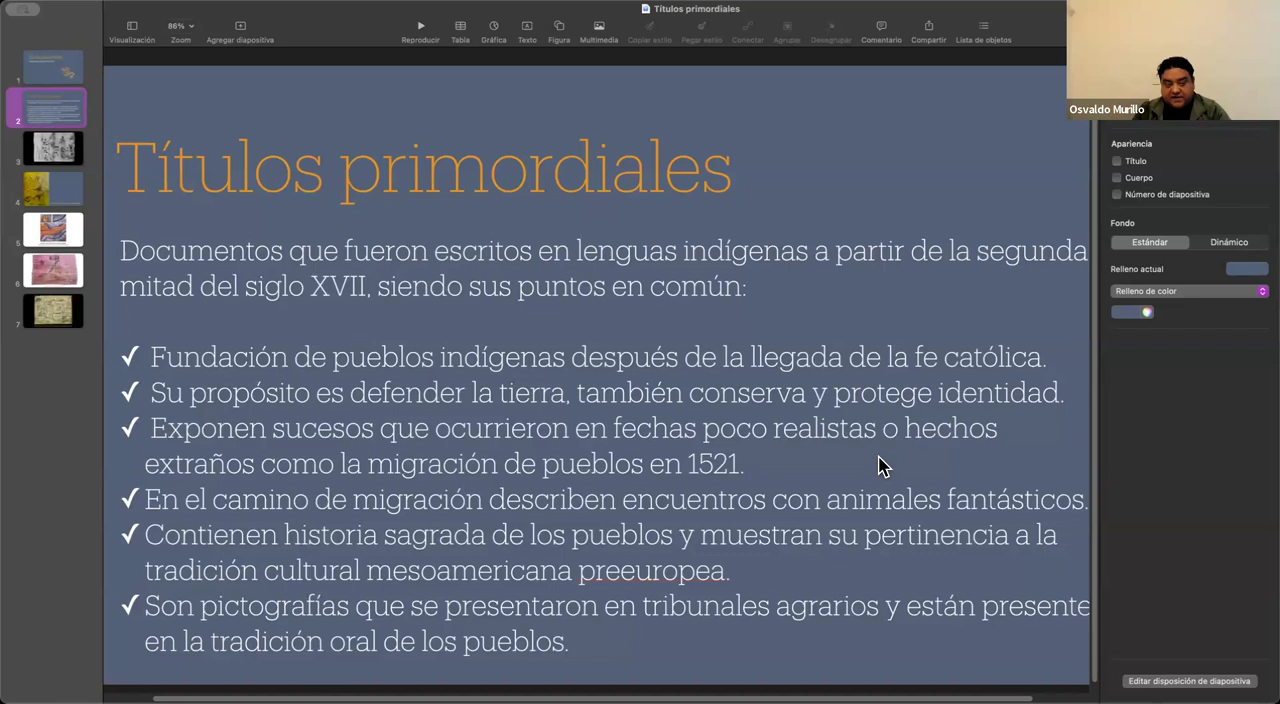 Títulos primordiales
86%
Visualización Zoom Agregar diapositiva Reproducir Tabla Gráfica Texto Figura Multimedia Copiar estilo Pegar estilo Conectar Agrupar Desagrupar Comentario Compartir Lista de objetos
Osvaldo Murillo
1
2
3
4
5
6
7
Títulos primordiales
Documentos que fueron escritos en lenguas indígenas a partir de la segunda
mitad del siglo XVII, siendo sus puntos en común:
✓ Fundación de pueblos indígenas después de la llegada de la fe católica.
✓ Su propósito es defender la tierra, también conserva y protege identidad.
✓ Exponen sucesos que ocurrieron en fechas poco realistas o hechos
extraños como la migración de pueblos en 1521.
✓ En el camino de migración describen encuentros con animales fantásticos.
✓ Contienen historia sagrada de los pueblos y muestran su pertinencia a la
tradición cultural mesoamericana preeuropea.
✓ Son pictografías que se presentaron en tribunales agrarios y están presente
en la tradición oral de los pueblos.
Apariencia
Título
Cuerpo
Número de diapositiva
Fondo
Estándar Dinámico
Relleno actual
Relleno de color
Editar disposición de diapositiva